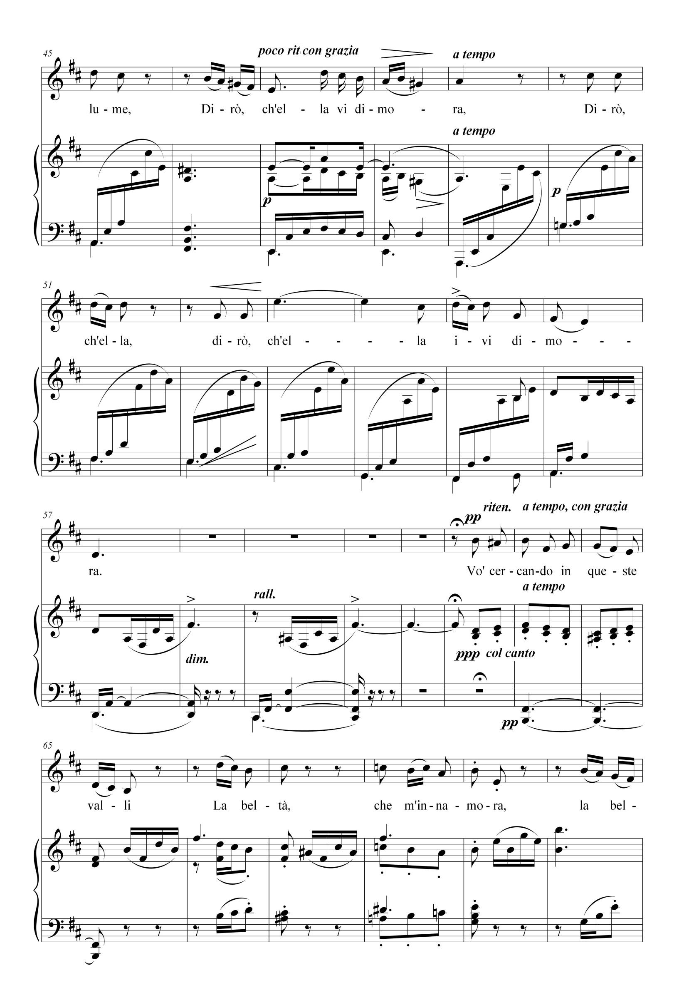 poco rit con grazia
45
a tempo
lu - me, Di - rò, ch'el - la vi di - mo - ra, Di - rò,
a tempo
p
p
51
ch'el - la, di - rò, ch'el - - - - la i - vi di - mo - - -
riten. a tempo, con grazia
57
pp
ra. Vo' cer - can - do in que - ste
a tempo
rall.
dim.
ppp col canto
pp
65
val - li La bel - tà, che m'in - na - mo - ra, la bel -